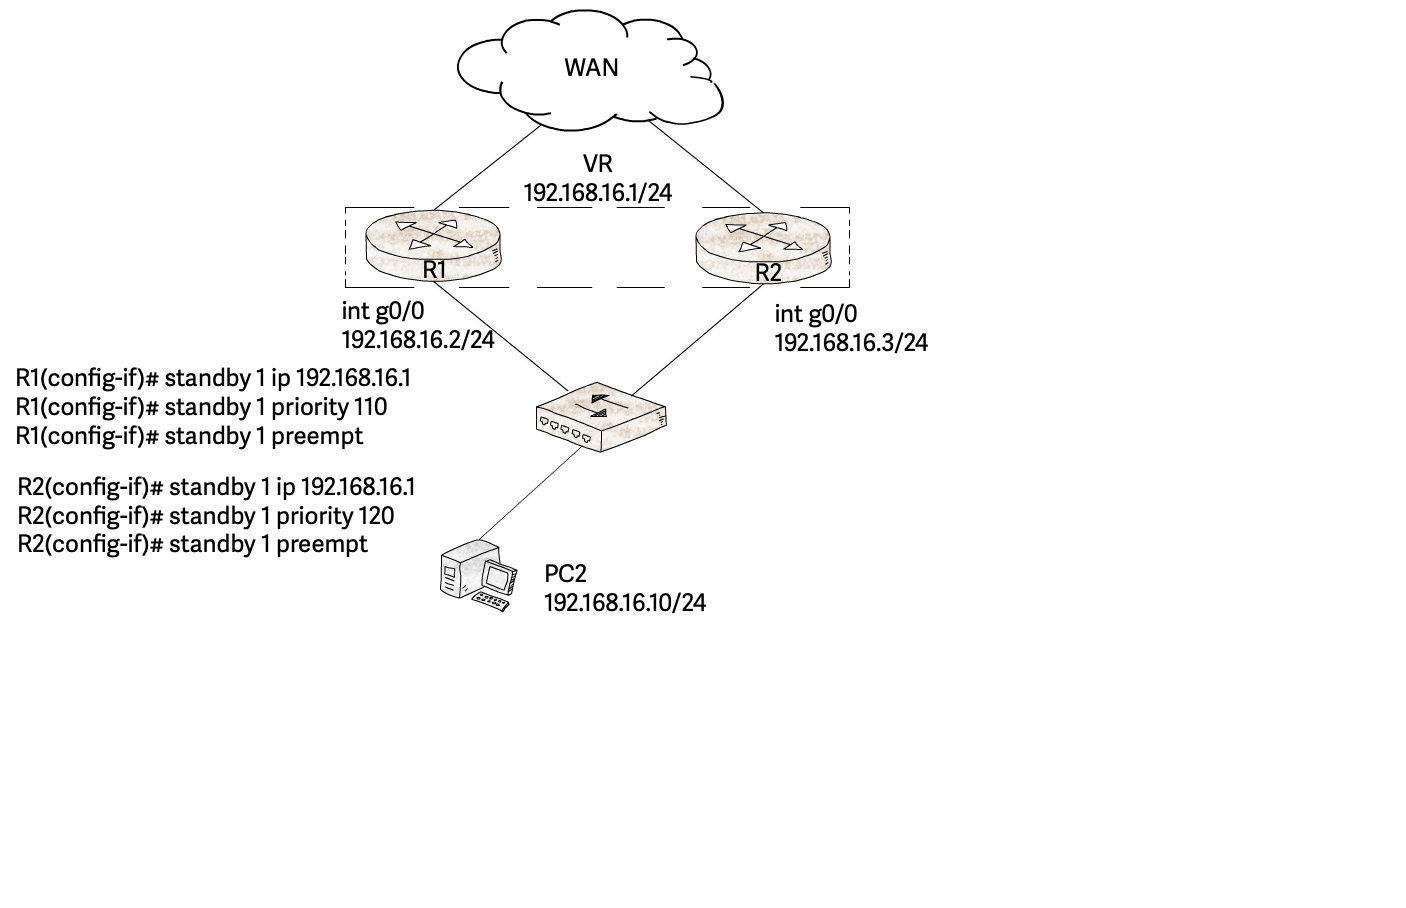 WAN
VR
192.168.16.1/24
R1
R2
int g0/0
192.168.16.2/24
int g0/0
192.168.16.3/24
R1(config-if)# standby 1 ip 192.168.16.1
R1(config-if)# standby 1 priority 110
R1(config-if)# standby 1 preempt
R2(config-if)# standby 1 ip 192.168.16.1
R2(config-if)# standby 1 priority 120
R2(config-if)# standby 1 preempt
PC2
192.168.16.10/24